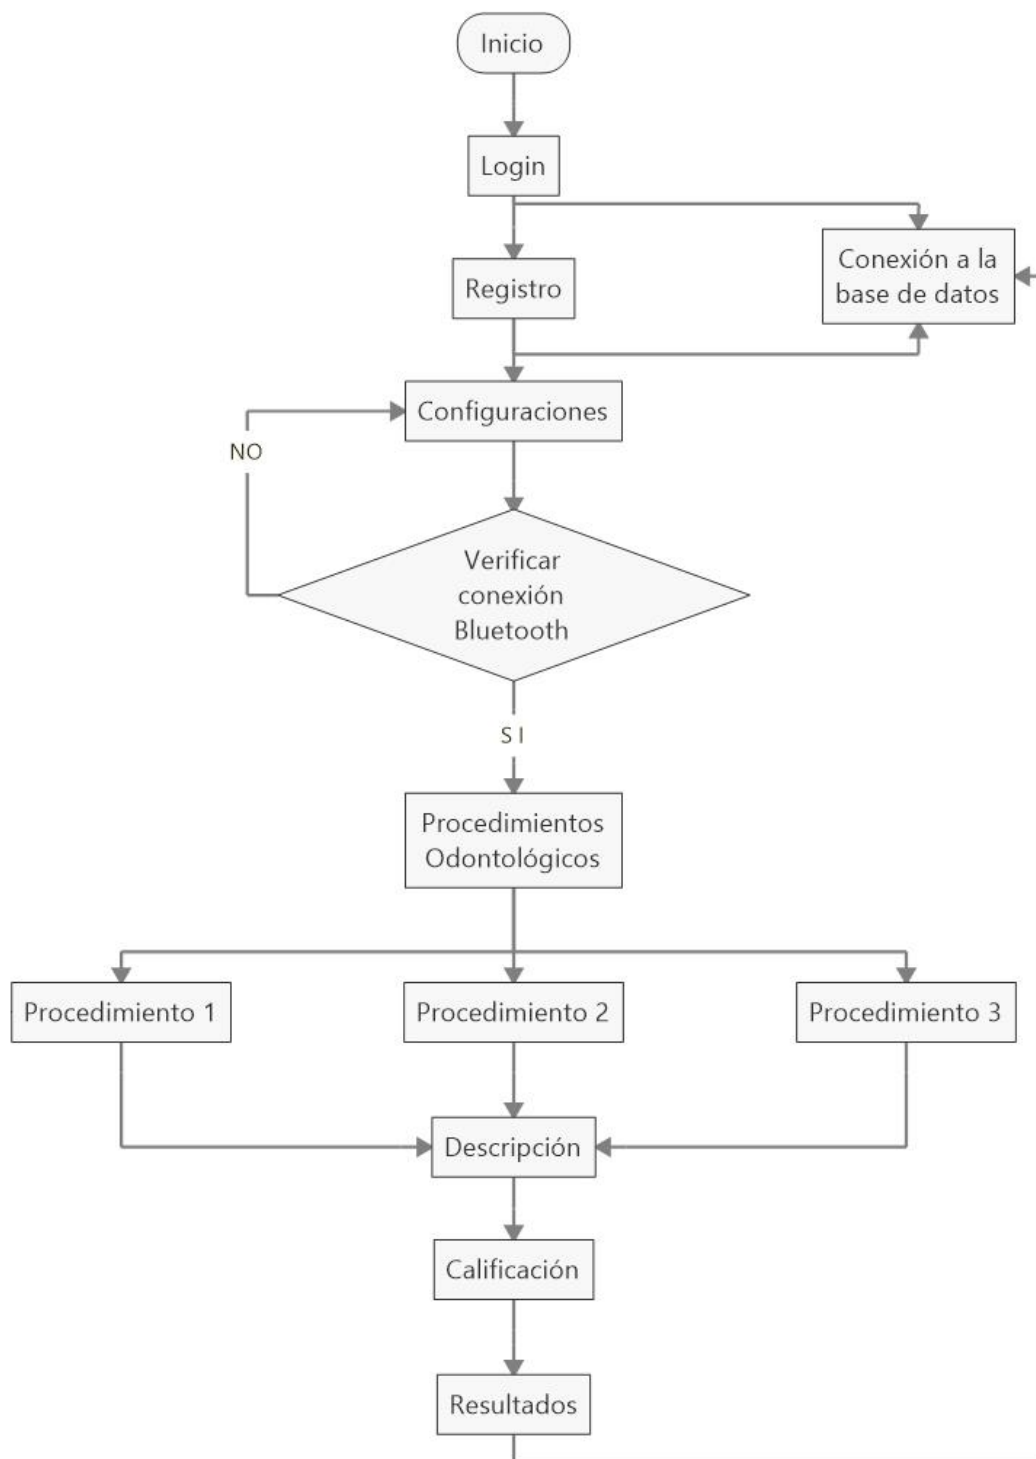 Inicio
Login
Registro
Conexión a la
base de datos
Configuraciones
NO
Verificar
conexión
Bluetooth
S I
Procedimientos
Odontológicos
Procedimiento 1
Procedimiento 2
Procedimiento 3
Descripción
Calificación
Resultados